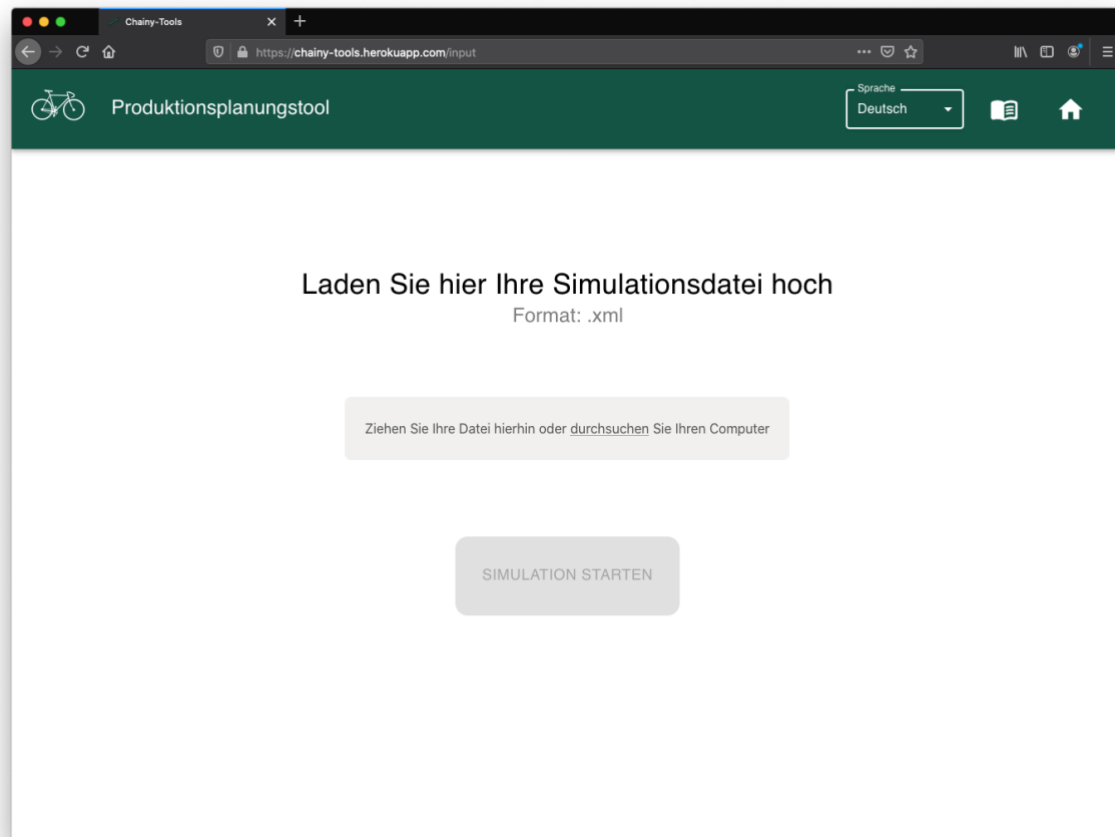 Chainy-Tools
https://chainy-tools.herokuapp.com/input
Produktionsplanungstool
Sprache
Deutsch
Laden Sie hier Ihre Simulationsdatei hoch
Format: .xml
Ziehen Sie Ihre Datei hierhin oder durchsuchen Sie Ihren Computer
SIMULATION STARTEN